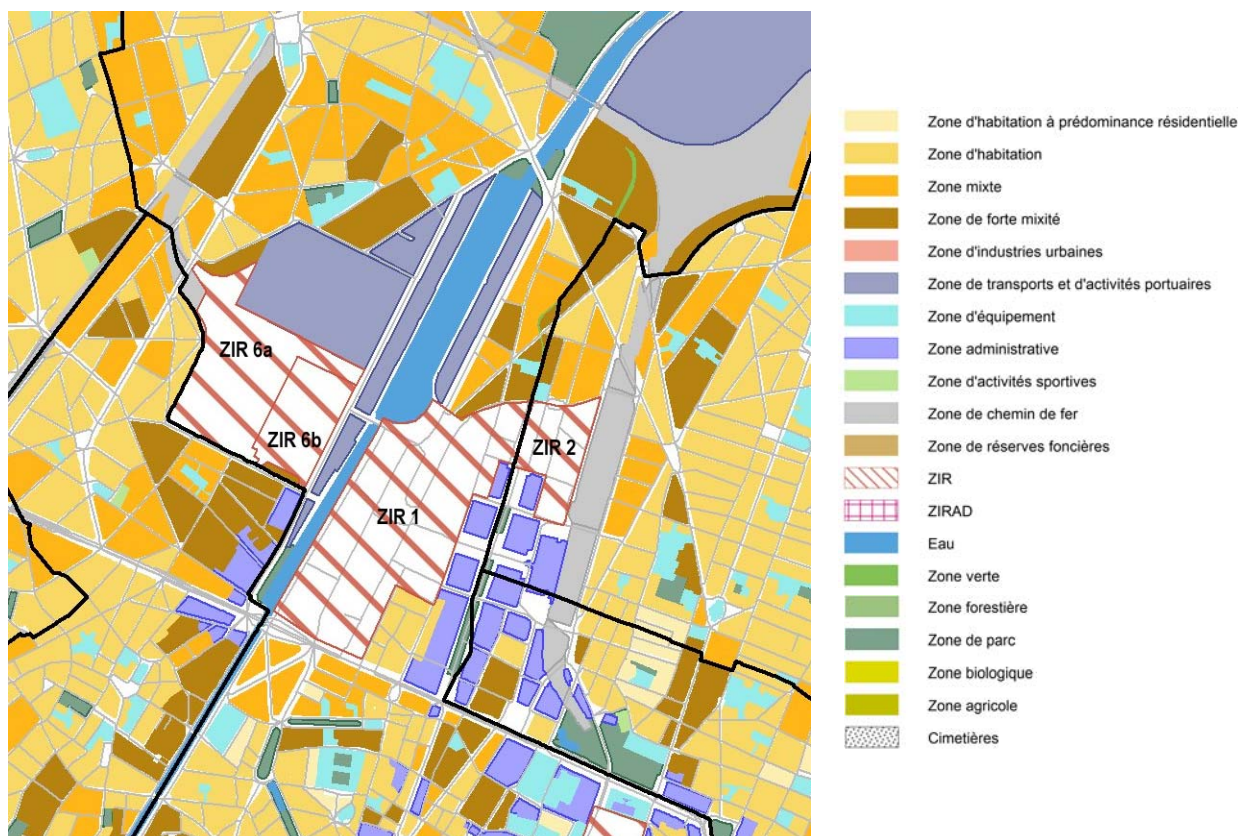 ZIR 6a
ZIR 6b
ZIR 2
ZIR 1
Zone d'habitation à prédominance résidentielle
Zone d'habitation
Zone mixte
Zone de forte mixité
Zone d'industries urbaines
Zone de transports et d'activités portuaires
Zone d'équipement
Zone administrative
Zone d'activités sportives
Zone de chemin de fer
Zone de réserves foncières
ZIR
ZIRAD
Eau
Zone verte
Zone forestière
Zone de parc
Zone biologique
Zone agricole
Cimetières